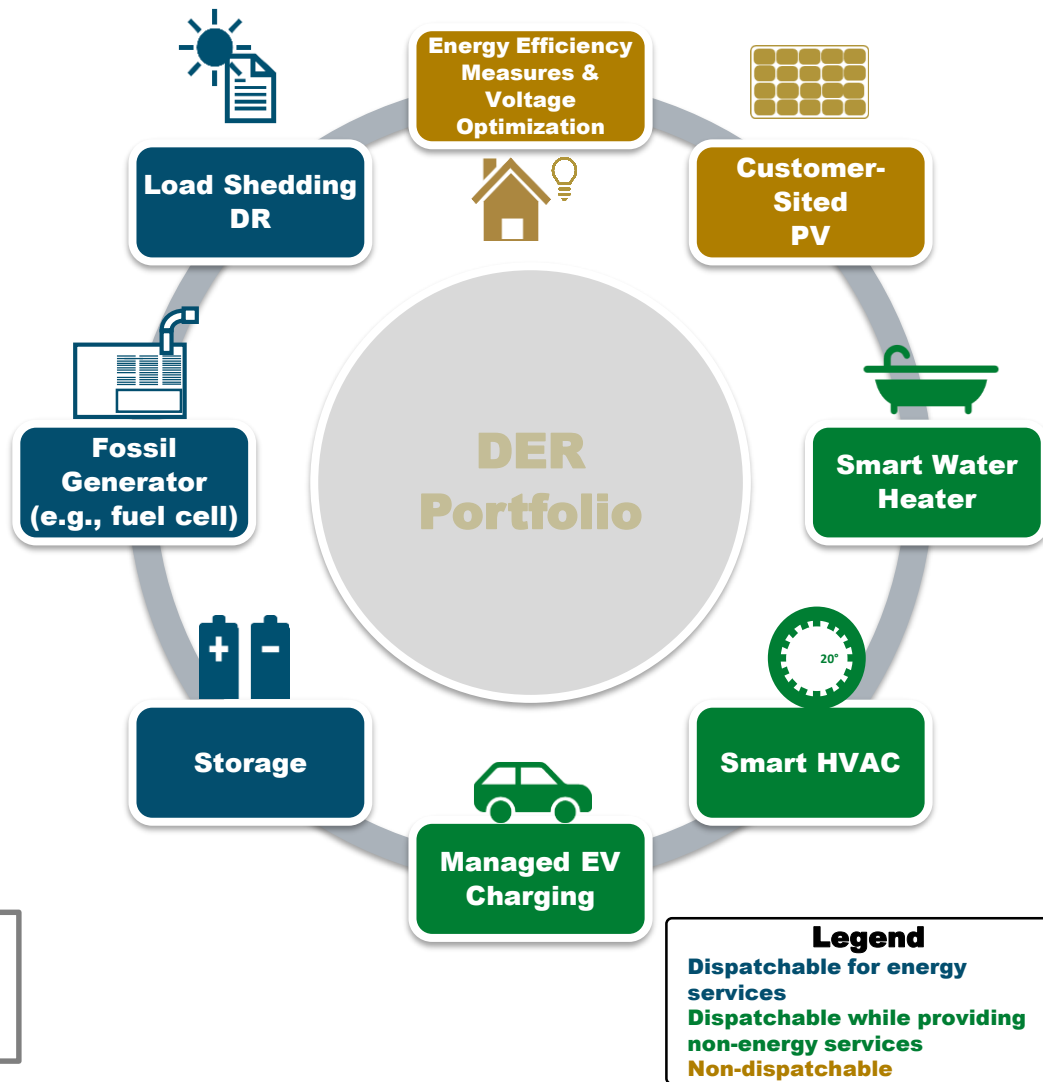 Energy Efficiency
Measures &
Voltage
Optimization
Customer-
Sited
PV
Load Shedding
DR
Fossil
Generator
(e.g., fuel cell)
DER
Portfolio
Smart Water
Heater
+ −
20°
Storage
Smart HVAC
Managed EV
Charging
Legend
Dispatchable for energy
services
Dispatchable while providing
non-energy services
Non-dispatchable